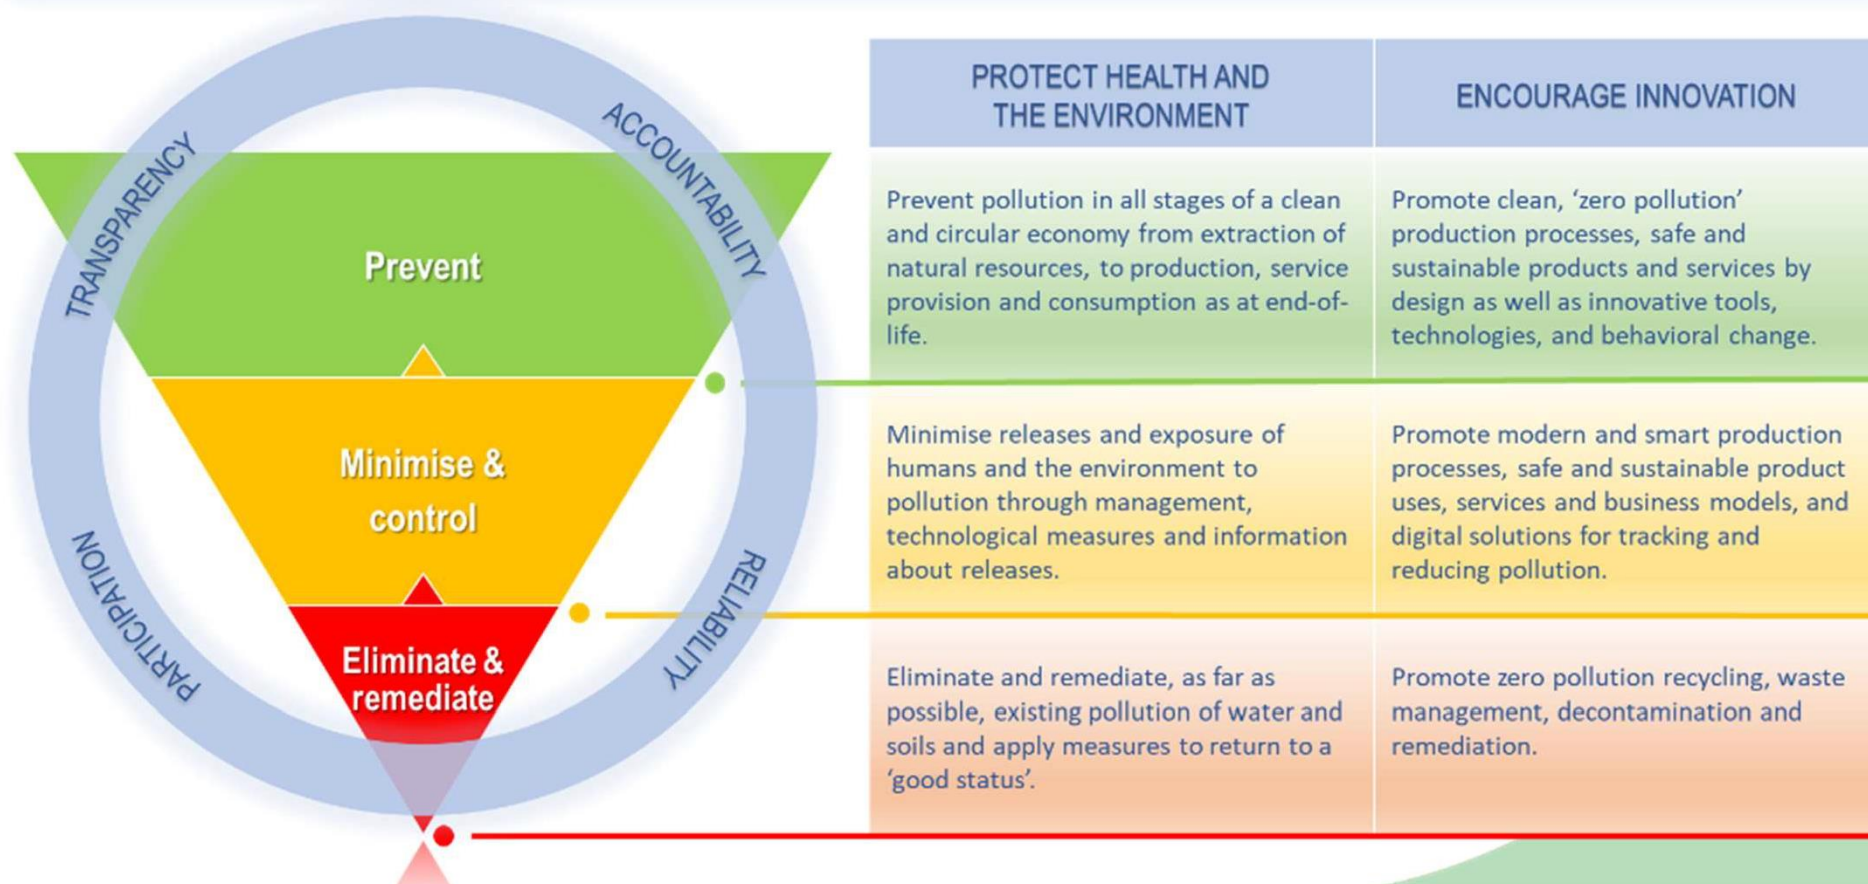 TRANSPARENCY
ACCOUNTABILITY
PARTICIPATION
RELIABILITY
Prevent
Minimise &
control
Eliminate &
remediate
PROTECT HEALTH AND
THE ENVIRONMENT
ENCOURAGE INNOVATION
Prevent pollution in all stages of a clean
and circular economy from extraction of
natural resources, to production, service
provision and consumption as at end-of-
life.
Promote clean, ‘zero pollution’
production processes, safe and
sustainable products and services by
design as well as innovative tools,
technologies, and behavioral change.
Minimise releases and exposure of
humans and the environment to
pollution through management,
technological measures and information
about releases.
Promote modern and smart production
processes, safe and sustainable product
uses, services and business models, and
digital solutions for tracking and
reducing pollution.
Eliminate and remediate, as far as
possible, existing pollution of water and
soils and apply measures to return to a
‘good status’.
Promote zero pollution recycling, waste
management, decontamination and
remediation.